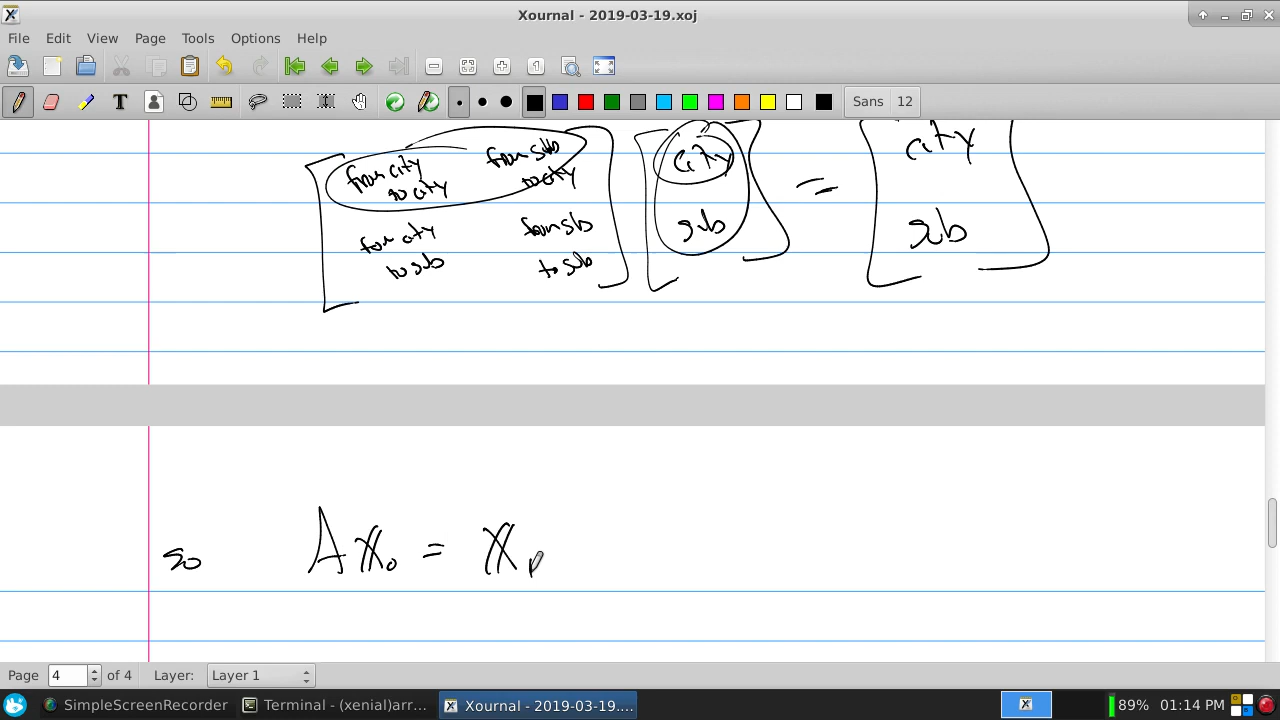 Xournal - 2019-03-19.xoj
File Edit View Page Tools Options Help
Sans 12
from city from sub city city
to city to city
from city from sub sub = sub
to sub to sub
so A X₀ = X₁
Page 4 of 4 Layer: Layer 1
SimpleScreenRecorder Terminal - (xenial)arr... Xournal - 2019-03-19.... 89% 01:14 PM